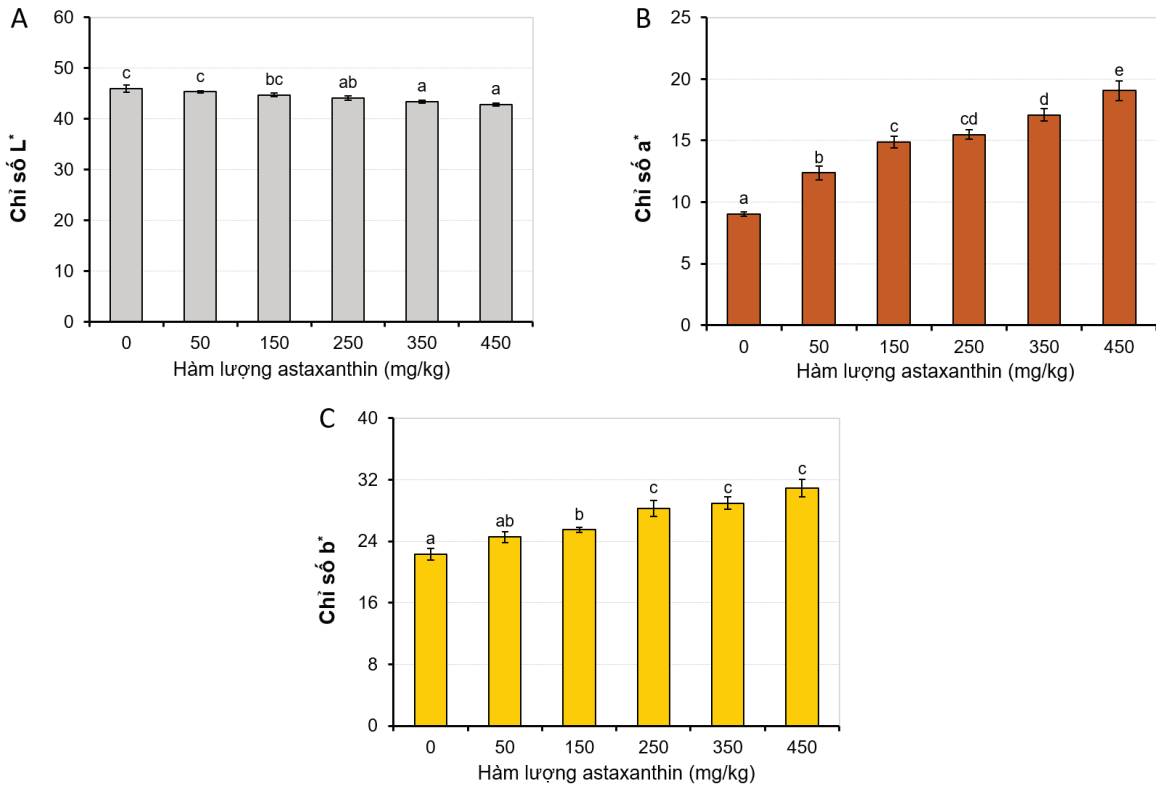 A
Chỉ số L*
60
50
40
30
20
10
0
c c bc ab a a
0 50 150 250 350 450
Hàm lượng astaxanthin (mg/kg)
B
Chỉ số a*
25
20
15
10
5
0
a b c cd d e
0 50 150 250 350 450
Hàm lượng astaxanthin (mg/kg)
C
Chỉ số b*
40
32
24
16
8
0
a ab b c c c
0 50 150 250 350 450
Hàm lượng astaxanthin (mg/kg)